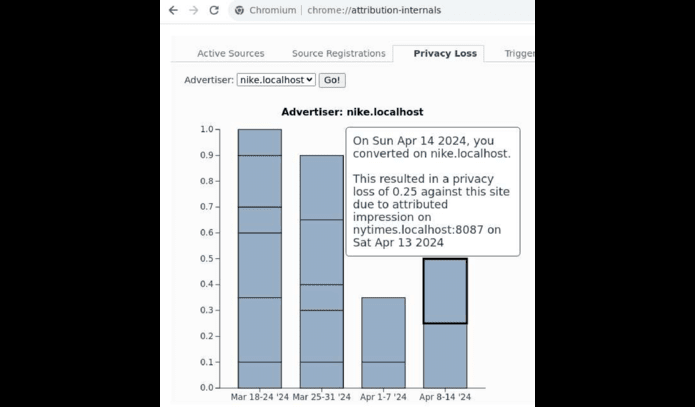 Chromium | chrome://attribution-internals
Active Sources Source Registrations Privacy Loss Trigger
Advertiser: nike.localhost Go!
Advertiser: nike.localhost
On Sun Apr 14 2024, you
converted on nike.localhost.
This resulted in a privacy
loss of 0.25 against this site
due to attributed
impression on
nytimes.localhost:8087 on
Sat Apr 13 2024
1.0
0.9
0.8
0.7
0.6
0.5
0.4
0.3
0.2
0.1
0.0
Mar 18-24 '24 Mar 25-31 '24 Apr 1-7 '24 Apr 8-14 '24